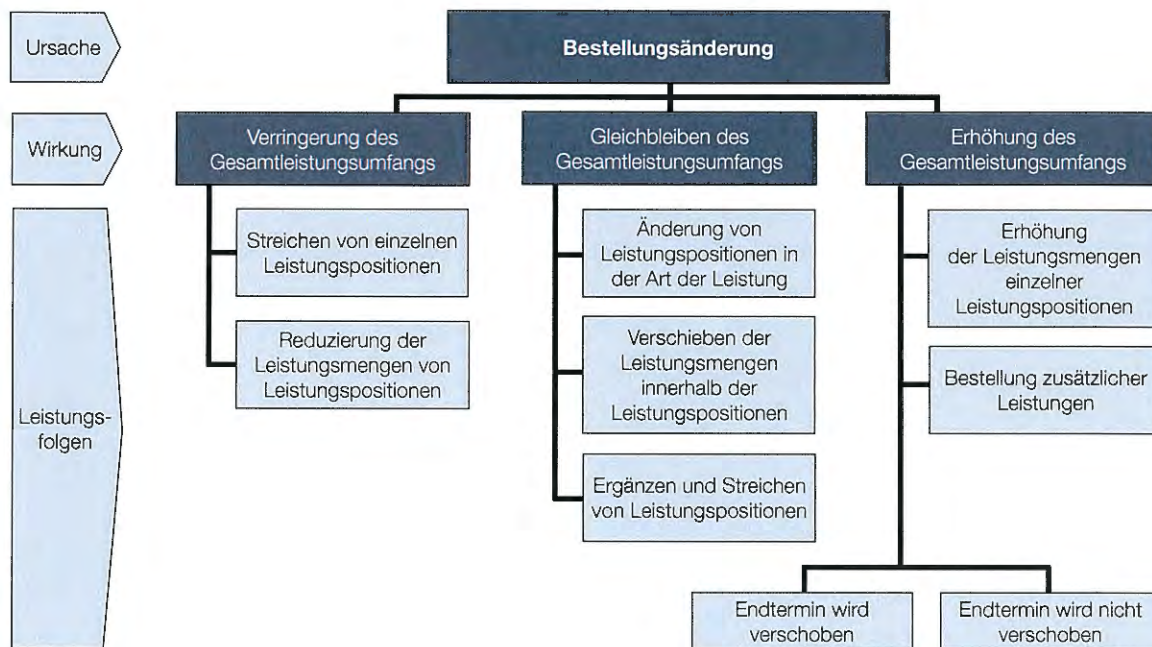 Ursache
Bestellungsänderung
Wirkung
Verringerung des
Gesamtleistungsumfangs
Gleichbleiben des
Gesamtleistungsumfangs
Erhöhung des
Gesamtleistungsumfangs
Leistungs-
folgen
Streichen von einzelnen
Leistungspositionen
Reduzierung der
Leistungsmengen von
Leistungspositionen
Änderung von
Leistungspositionen in
der Art der Leistung
Verschieben der
Leistungsmengen
innerhalb der
Leistungspositionen
Ergänzen und Streichen
von Leistungspositionen
Erhöhung
der Leistungsmengen
einzelner
Leistungspositionen
Bestellung zusätzlicher
Leistungen
Endtermin wird
verschoben
Endtermin wird nicht
verschoben